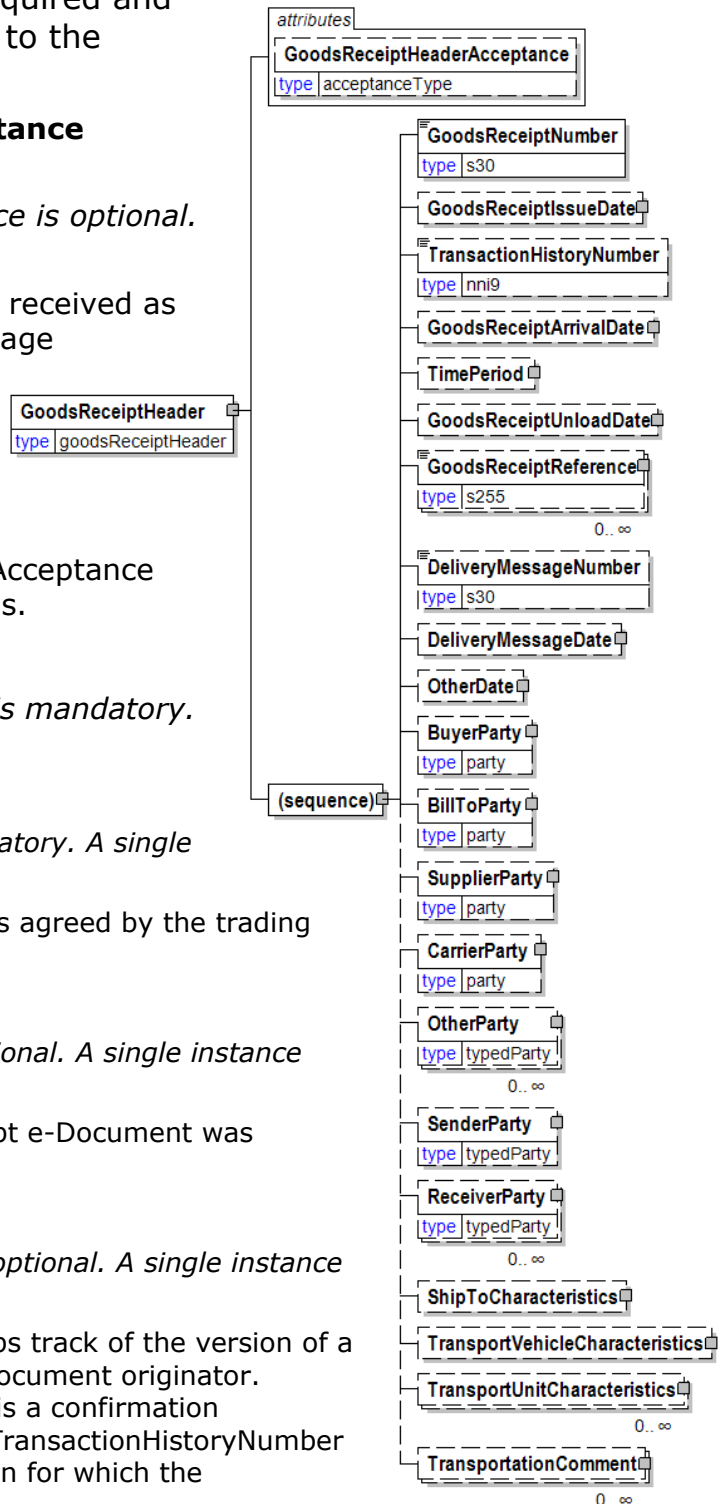 quired and
to the
tance
ce is optional.
received as
age
Acceptance
s.
is mandatory.
atory. A single
s agreed by the trading
ional. A single instance
pt e-Document was
optional. A single instance
ps track of the version of a
ocument originator.
is a confirmation
TransactionHistoryNumber
n for which the
attributes
GoodsReceiptHeaderAcceptance
type acceptanceType
GoodsReceiptHeader
type goodsReceiptHeader
(sequence)
GoodsReceiptNumber
type s30
GoodsReceiptIssueDate
TransactionHistoryNumber
type nni9
GoodsReceiptArrivalDate
TimePeriod
GoodsReceiptUnloadDate
GoodsReceiptReference
type s255
0.. ∞
DeliveryMessageNumber
type s30
DeliveryMessageDate
OtherDate
BuyerParty
type party
BillToParty
type party
SupplierParty
type party
CarrierParty
type party
OtherParty
type typedParty
0.. ∞
SenderParty
type typedParty
ReceiverParty
type typedParty
0.. ∞
ShipToCharacteristics
TransportVehicleCharacteristics
TransportUnitCharacteristics
0.. ∞
TransportationComment
0.. ∞